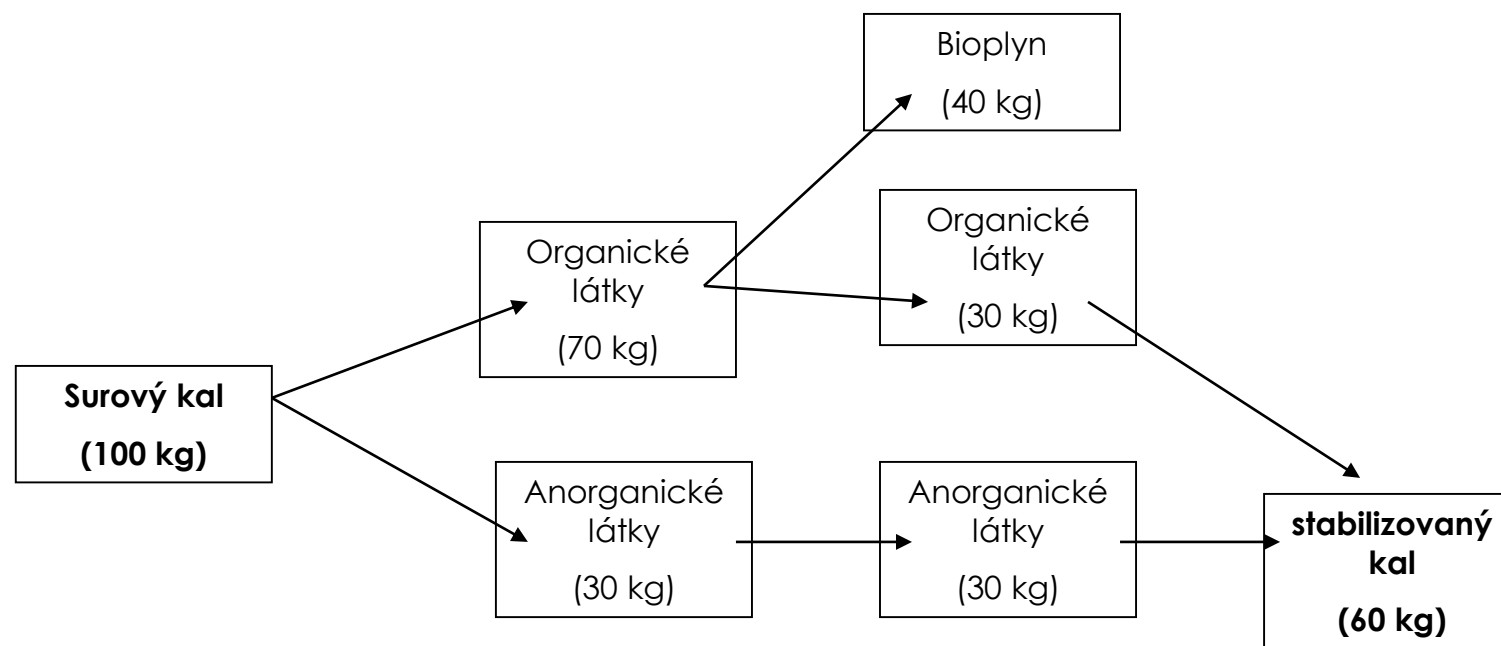 Bioplyn
(40 kg)
Organické
látky
(70 kg)
Organické
látky
(30 kg)
Surový kal
(100 kg)
Anorganické
látky
(30 kg)
Anorganické
látky
(30 kg)
stabilizovaný
kal
(60 kg)